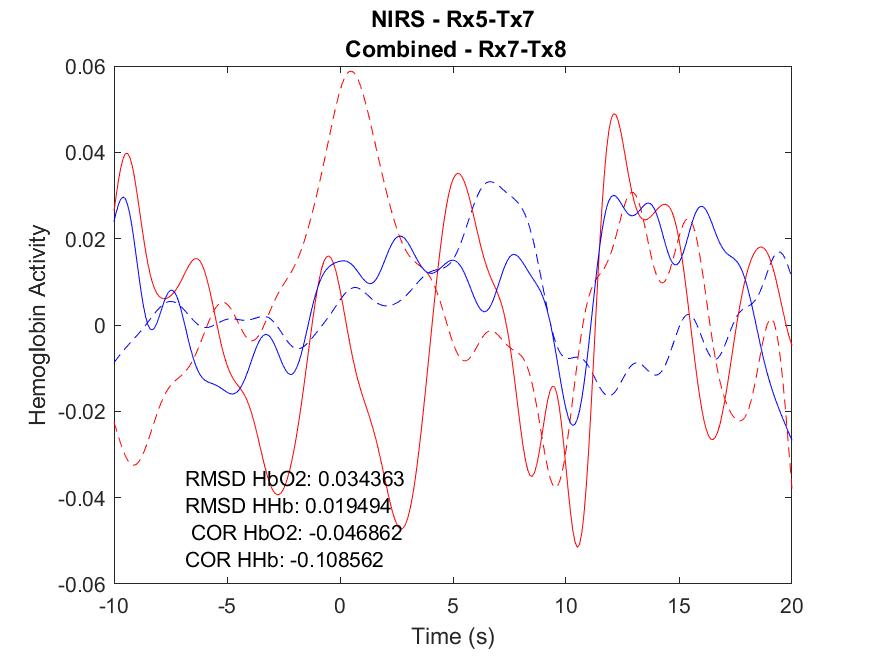 NIRS - Rx5-Tx7
Combined - Rx7-Tx8
0.06
0.04
0.02
0
-0.02
-0.04
-0.06
Hemoglobin Activity
RMSD HbO2: 0.034363
RMSD HHb: 0.019494
COR HbO2: -0.046862
COR HHb: -0.108562
-10 -5 0 5 10 15 20
Time (s)